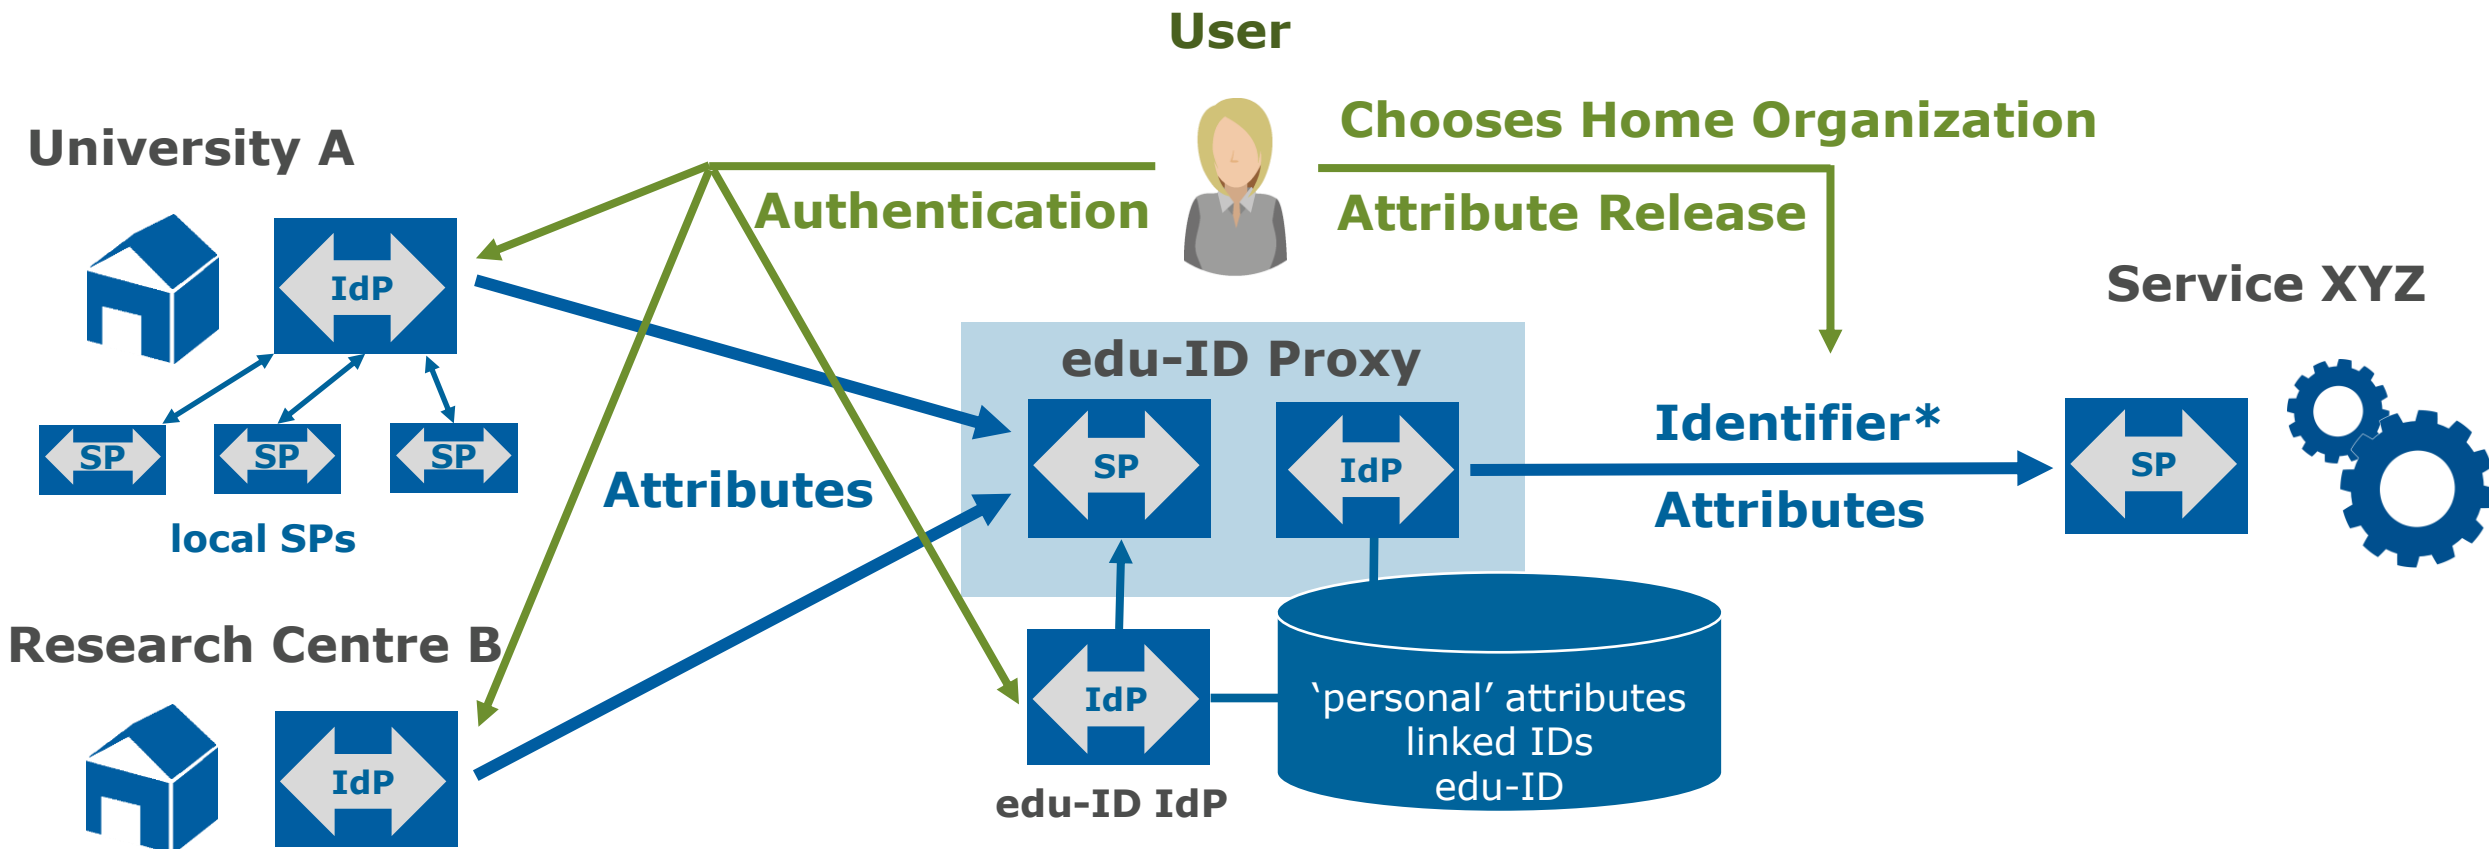 User
Chooses Home Organization
University A
Authentication
Attribute Release
IdP
Service XYZ
edu-ID Proxy
Identifier*
SP
SP
SP
SP
IdP
SP
Attributes
Attributes
local SPs
Research Centre B
IdP
IdP
'personal' attributes
linked IDs
edu-ID
edu-ID IdP